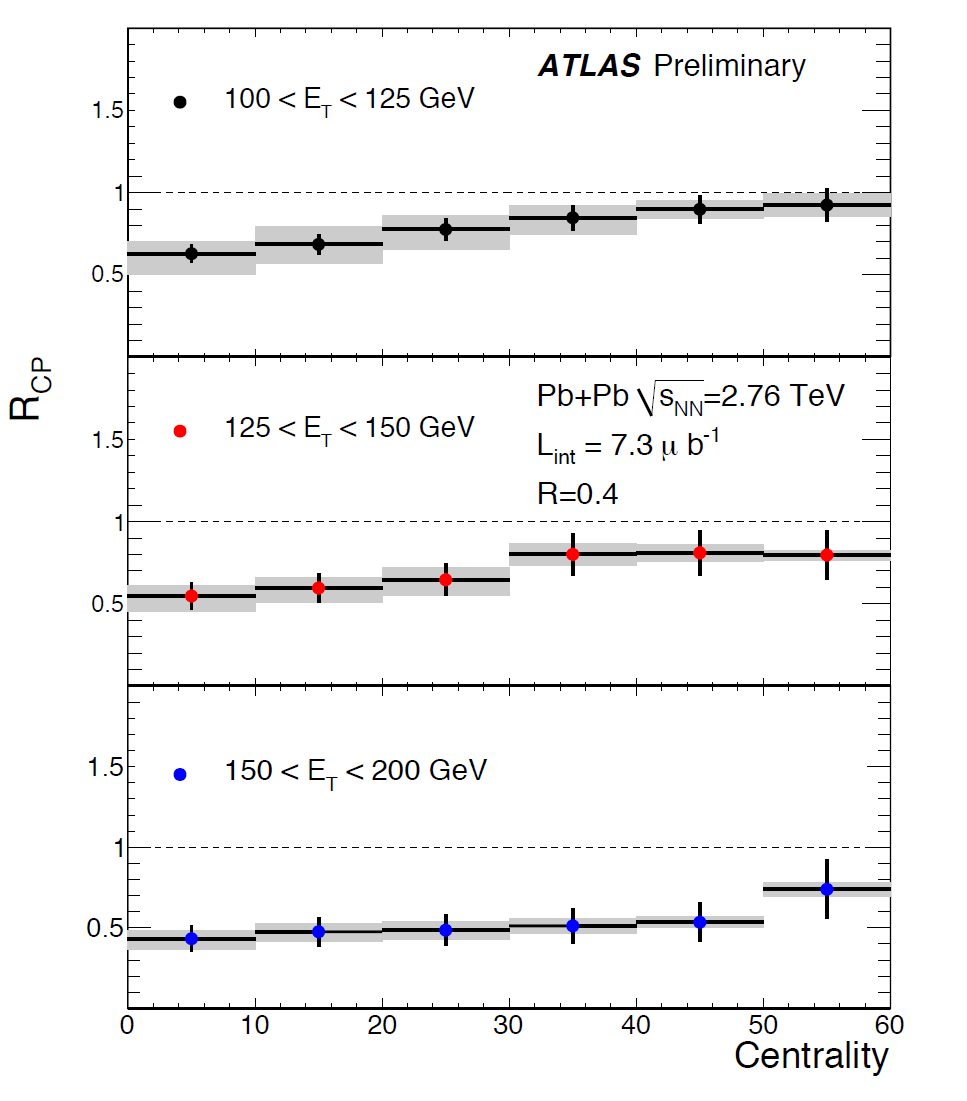 ATLAS Preliminary
100 < E_T < 125 GeV
1.5
1
0.5
R_CP
Pb+Pb √s_NN=2.76 TeV
125 < E_T < 150 GeV
L_int = 7.3 μ b^-1
R=0.4
1.5
1
0.5
150 < E_T < 200 GeV
1.5
1
0.5
0 10 20 30 40 50 60
Centrality